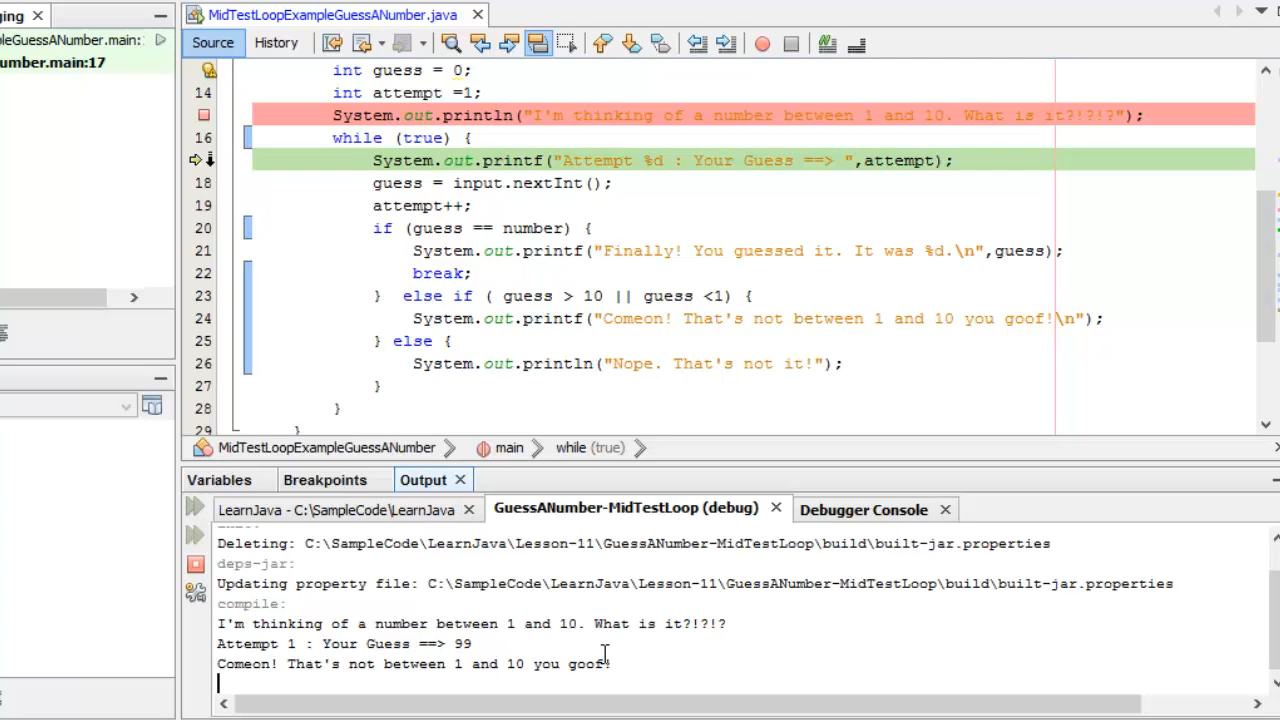 ging
MidTestLoopExampleGuessANumber.java
leGuessANumber.main:
umber.main:17
Source History
int guess = 0;
14 int attempt =1;
System.out.println("I'm thinking of a number between 1 and 10. What is it?!?!?");
16 while (true) {
System.out.printf("Attempt %d : Your Guess ==> ",attempt);
18 guess = input.nextInt();
19 attempt++;
20 if (guess == number) {
21 System.out.printf("Finally! You guessed it. It was %d.\n",guess);
22 break;
23 } else if ( guess > 10 || guess <1) {
24 System.out.printf("Comeon! That's not between 1 and 10 you goof!\n");
25 } else {
26 System.out.println("Nope. That's not it!");
27 }
28 }
29 }
MidTestLoopExampleGuessANumber main while (true)
Variables Breakpoints Output
LearnJava - C:\SampleCode\LearnJava GuessANumber-MidTestLoop (debug) Debugger Console
Deleting: C:\SampleCode\LearnJava\Lesson-11\GuessANumber-MidTestLoop\build\built-jar.properties
deps-jar:
Updating property file: C:\SampleCode\LearnJava\Lesson-11\GuessANumber-MidTestLoop\build\built-jar.properties
compile:
I'm thinking of a number between 1 and 10. What is it?!?!?
Attempt 1 : Your Guess ==> 99
Comeon! That's not between 1 and 10 you goof!